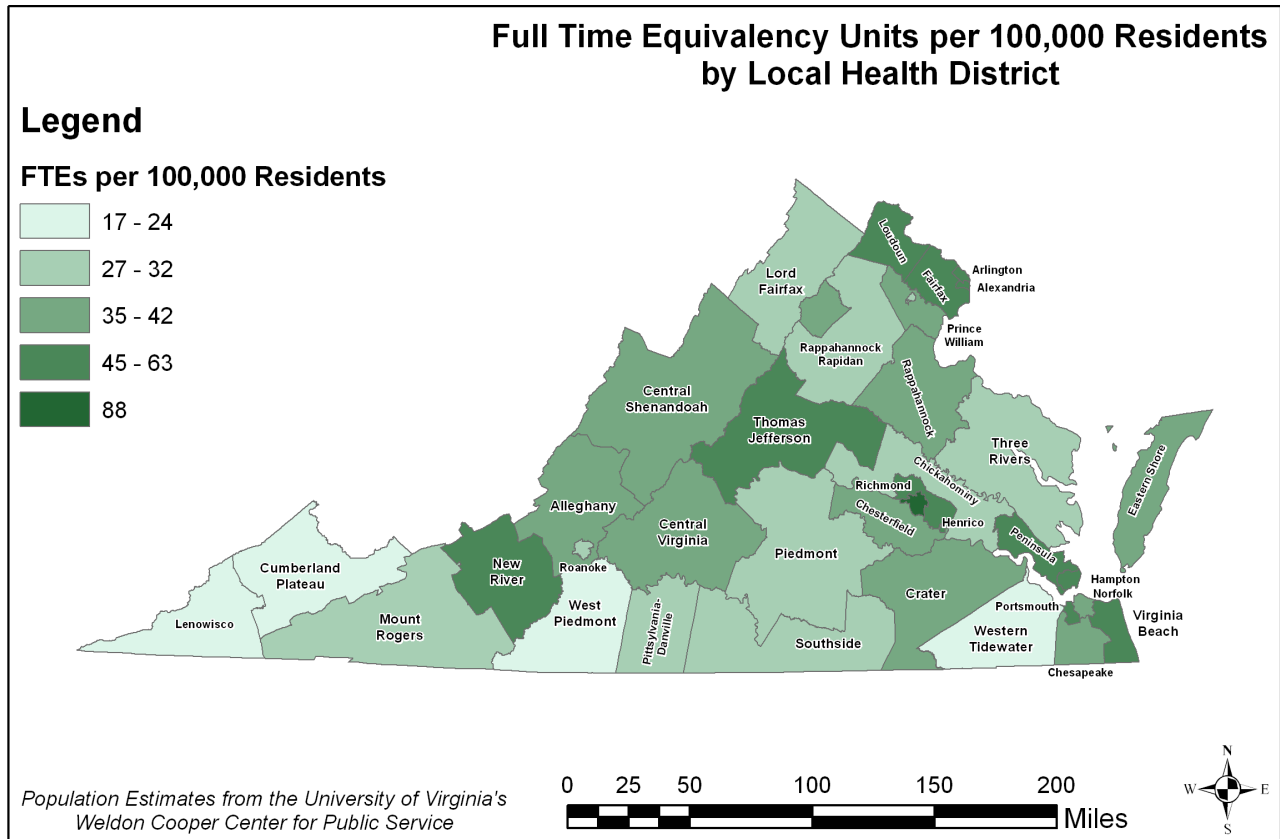 Full Time Equivalency Units per 100,000 Residents
by Local Health District
Legend
FTEs per 100,000 Residents
17 - 24
27 - 32
35 - 42
45 - 63
88
Loudoun
Fairfax
Arlington
Alexandria
Lord
Fairfax
Prince
William
Rappahannock
Rapidan
Rappahannock
Central
Shenandoah
Thomas
Jefferson
Three
Rivers
Eastern Shore
Chickahominy
Richmond
Chesterfield
Henrico
Alleghany
Central
Virginia
Piedmont
Peninsula
Cumberland
Plateau
New
River
Roanoke
Hampton
Norfolk
Crater
Portsmouth
Virginia
Beach
Lenowisco
Mount
Rogers
West
Piedmont
Pittsylvania-
Danville
Southside
Western
Tidewater
Chesapeake
N
W
E
S
0 25 50 100 150 200
Miles
Population Estimates from the University of Virginia's
Weldon Cooper Center for Public Service